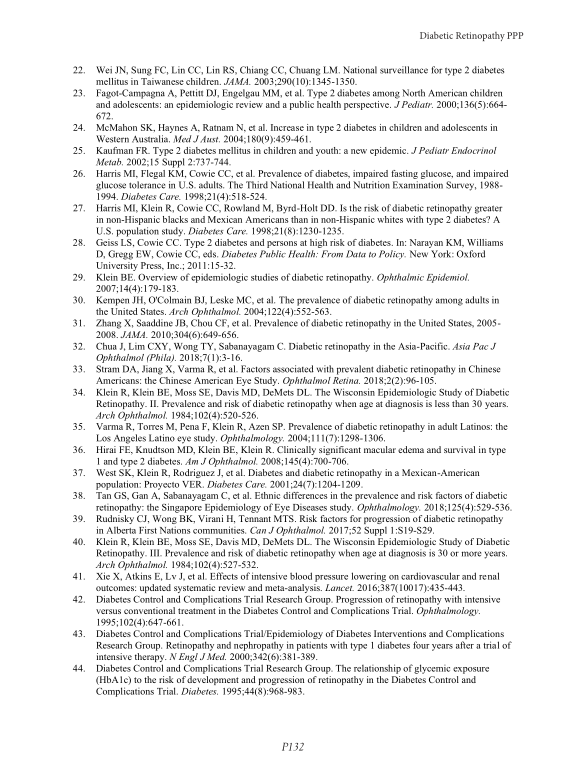 Diabetic Retinopathy PPP
22. Wei JN, Sung FC, Lin CC, Lin RS, Chiang CC, Chuang LM. National surveillance for type 2 diabetes
mellitus in Taiwanese children. JAMA. 2003;290(10):1345-1350.
23. Fagot-Campagna A, Pettitt DJ, Engelgau MM, et al. Type 2 diabetes among North American children
and adolescents: an epidemiologic review and a public health perspective. J Pediatr. 2000;136(5):664-
672.
24. McMahon SK, Haynes A, Ratnam N, et al. Increase in type 2 diabetes in children and adolescents in
Western Australia. Med J Aust. 2004;180(9):459-461.
25. Kaufman FR. Type 2 diabetes mellitus in children and youth: a new epidemic. J Pediatr Endocrinol
Metab. 2002;15 Suppl 2:737-744.
26. Harris MI, Flegal KM, Cowie CC, et al. Prevalence of diabetes, impaired fasting glucose, and impaired
glucose tolerance in U.S. adults. The Third National Health and Nutrition Examination Survey, 1988-
1994. Diabetes Care. 1998;21(4):518-524.
27. Harris MI, Klein R, Cowie CC, Rowland M, Byrd-Holt DD. Is the risk of diabetic retinopathy greater
in non-Hispanic blacks and Mexican Americans than in non-Hispanic whites with type 2 diabetes? A
U.S. population study. Diabetes Care. 1998;21(8):1230-1235.
28. Geiss LS, Cowie CC. Type 2 diabetes and persons at high risk of diabetes. In: Narayan KM, Williams
D, Gregg EW, Cowie CC, eds. Diabetes Public Health: From Data to Policy. New York: Oxford
University Press, Inc.; 2011:15-32.
29. Klein BE. Overview of epidemiologic studies of diabetic retinopathy. Ophthalmic Epidemiol.
2007;14(4):179-183.
30. Kempen JH, O'Colmain BJ, Leske MC, et al. The prevalence of diabetic retinopathy among adults in
the United States. Arch Ophthalmol. 2004;122(4):552-563.
31. Zhang X, Saaddine JB, Chou CF, et al. Prevalence of diabetic retinopathy in the United States, 2005-
2008. JAMA. 2010;304(6):649-656.
32. Chua J, Lim CXY, Wong TY, Sabanayagam C. Diabetic retinopathy in the Asia-Pacific. Asia Pac J
Ophthalmol (Phila). 2018;7(1):3-16.
33. Stram DA, Jiang X, Varma R, et al. Factors associated with prevalent diabetic retinopathy in Chinese
Americans: the Chinese American Eye Study. Ophthalmol Retina. 2018;2(2):96-105.
34. Klein R, Klein BE, Moss SE, Davis MD, DeMets DL. The Wisconsin Epidemiologic Study of Diabetic
Retinopathy. II. Prevalence and risk of diabetic retinopathy when age at diagnosis is less than 30 years.
Arch Ophthalmol. 1984;102(4):520-526.
35. Varma R, Torres M, Pena F, Klein R, Azen SP. Prevalence of diabetic retinopathy in adult Latinos: the
Los Angeles Latino eye study. Ophthalmology. 2004;111(7):1298-1306.
36. Hirai FE, Knudtson MD, Klein BE, Klein R. Clinically significant macular edema and survival in type
1 and type 2 diabetes. Am J Ophthalmol. 2008;145(4):700-706.
37. West SK, Klein R, Rodriguez J, et al. Diabetes and diabetic retinopathy in a Mexican-American
population: Proyecto VER. Diabetes Care. 2001;24(7):1204-1209.
38. Tan GS, Gan A, Sabanayagam C, et al. Ethnic differences in the prevalence and risk factors of diabetic
retinopathy: the Singapore Epidemiology of Eye Diseases study. Ophthalmology. 2018;125(4):529-536.
39. Rudnisky CJ, Wong BK, Virani H, Tennant MTS. Risk factors for progression of diabetic retinopathy
in Alberta First Nations communities. Can J Ophthalmol. 2017;52 Suppl 1:S19-S29.
40. Klein R, Klein BE, Moss SE, Davis MD, DeMets DL. The Wisconsin Epidemiologic Study of Diabetic
Retinopathy. III. Prevalence and risk of diabetic retinopathy when age at diagnosis is 30 or more years.
Arch Ophthalmol. 1984;102(4):527-532.
41. Xie X, Atkins E, Lv J, et al. Effects of intensive blood pressure lowering on cardiovascular and renal
outcomes: updated systematic review and meta-analysis. Lancet. 2016;387(10017):435-443.
42. Diabetes Control and Complications Trial Research Group. Progression of retinopathy with intensive
versus conventional treatment in the Diabetes Control and Complications Trial. Ophthalmology.
1995;102(4):647-661.
43. Diabetes Control and Complications Trial/Epidemiology of Diabetes Interventions and Complications
Research Group. Retinopathy and nephropathy in patients with type 1 diabetes four years after a trial of
intensive therapy. N Engl J Med. 2000;342(6):381-389.
44. Diabetes Control and Complications Trial Research Group. The relationship of glycemic exposure
(HbA1c) to the risk of development and progression of retinopathy in the Diabetes Control and
Complications Trial. Diabetes. 1995;44(8):968-983.
P132